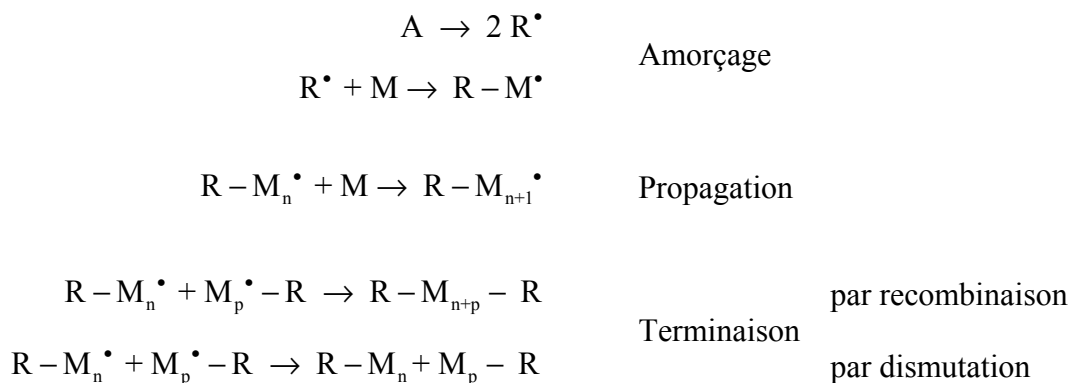 A → 2 R•
R• + M → R – M•
Amorçage
R – Mₙ• + M → R – Mₙ₊₁•
Propagation
R – Mₙ• + Mₚ• – R → R – Mₙ₊ₚ – R
par recombinaison
Terminaison
R – Mₙ• + Mₚ• – R → R – Mₙ + Mₚ – R
par dismutation